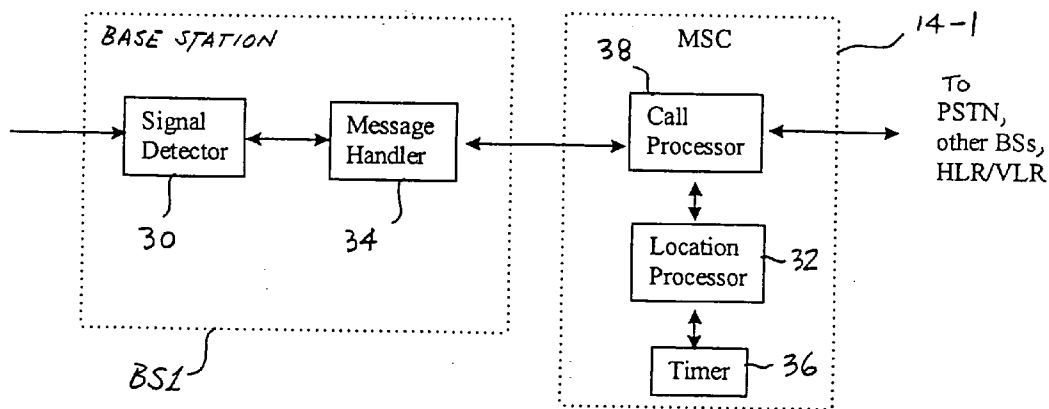 BASE STATION
Signal
Detector
30
Message
Handler
34
BS1
MSC
14-1
38
Call
Processor
Location
Processor
32
Timer
36
To
PSTN,
other BSs,
HLR/VLR